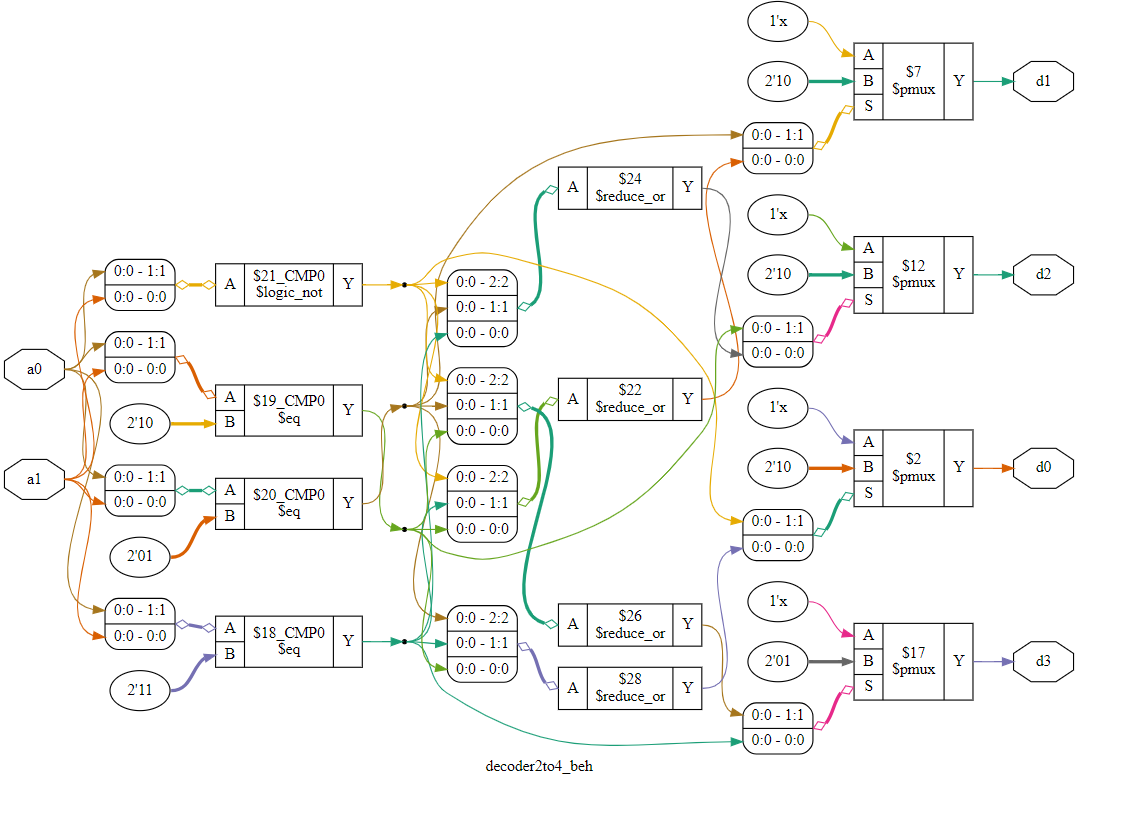 a0
a1
0:0 - 1:1
0:0 - 0:0
0:0 - 1:1
0:0 - 0:0
2'10
0:0 - 1:1
0:0 - 0:0
2'01
0:0 - 1:1
0:0 - 0:0
2'11
A
$21_CMP0
$logic_not
Y
A
B
$19_CMP0
$eq
Y
A
B
$20_CMP0
$eq
Y
A
B
$18_CMP0
$eq
Y
0:0 - 2:2
0:0 - 1:1
0:0 - 0:0
0:0 - 2:2
0:0 - 1:1
0:0 - 0:0
0:0 - 2:2
0:0 - 1:1
0:0 - 0:0
0:0 - 2:2
0:0 - 1:1
0:0 - 0:0
A
$24
$reduce_or
Y
A
$22
$reduce_or
Y
A
$26
$reduce_or
Y
A
$28
$reduce_or
Y
1'x
2'10
0:0 - 1:1
0:0 - 0:0
A
B
S
$7
$pmux
Y
d1
1'x
2'10
0:0 - 1:1
0:0 - 0:0
A
B
S
$12
$pmux
Y
d2
1'x
2'10
0:0 - 1:1
0:0 - 0:0
A
B
S
$2
$pmux
Y
d0
1'x
2'01
0:0 - 1:1
0:0 - 0:0
A
B
S
$17
$pmux
Y
d3
decoder2to4_beh